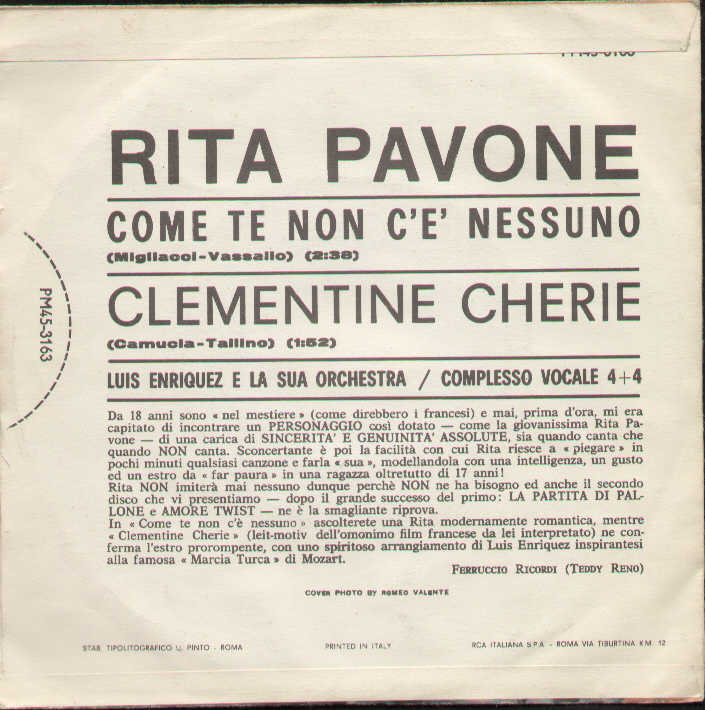 RITA PAVONE
COME TE NON C'E' NESSUNO
(Migliacci-Vassallo) (2:38)
CLEMENTINE CHERIE
(Camucia-Tallino) (1:52)
PM45-3163
LUIS ENRIQUEZ E LA SUA ORCHESTRA / COMPLESSO VOCALE 4+4
Da 18 anni sono « nel mestiere » (come direbbero i francesi) e mai, prima d'ora, mi era
capitato di incontrare un PERSONAGGIO così dotato — come la giovanissima Rita Pa-
vone — di una carica di SINCERITA' E GENUINITA' ASSOLUTE, sia quando canta che
quando NON canta. Sconcertante è poi la facilità con cui Rita riesce a « piegare » in
pochi minuti qualsiasi canzone e farla « sua », modellandola con una intelligenza, un gusto
ed un estro da « far paura » in una ragazza oltretutto di 17 anni!
Rita NON imiterà mai nessuno dunque perchè NON ne ha bisogno ed anche il secondo
disco che vi presentiamo — dopo il grande successo del primo: LA PARTITA DI PAL-
LONE e AMORE TWIST — ne è la smagliante riprova.
In « Come te non c'è nessuno » ascolterete una Rita modernamente romantica, mentre
« Clementine Cherie » (leit-motiv dell'omonimo film francese da lei interpretato) ne con-
ferma l'estro prorompente, con uno spiritoso arrangiamento di Luis Enriquez inspirantesi
alla famosa « Marcia Turca » di Mozart.
FERRUCCIO RICORDI (TEDDY RENO)
COVER PHOTO BY ROMEO VALENTE
STAB. TIPOLITOGRAFICO U. PINTO - ROMA
PRINTED IN ITALY
RCA ITALIANA S.P.A. - ROMA VIA TIBURTINA KM. 12